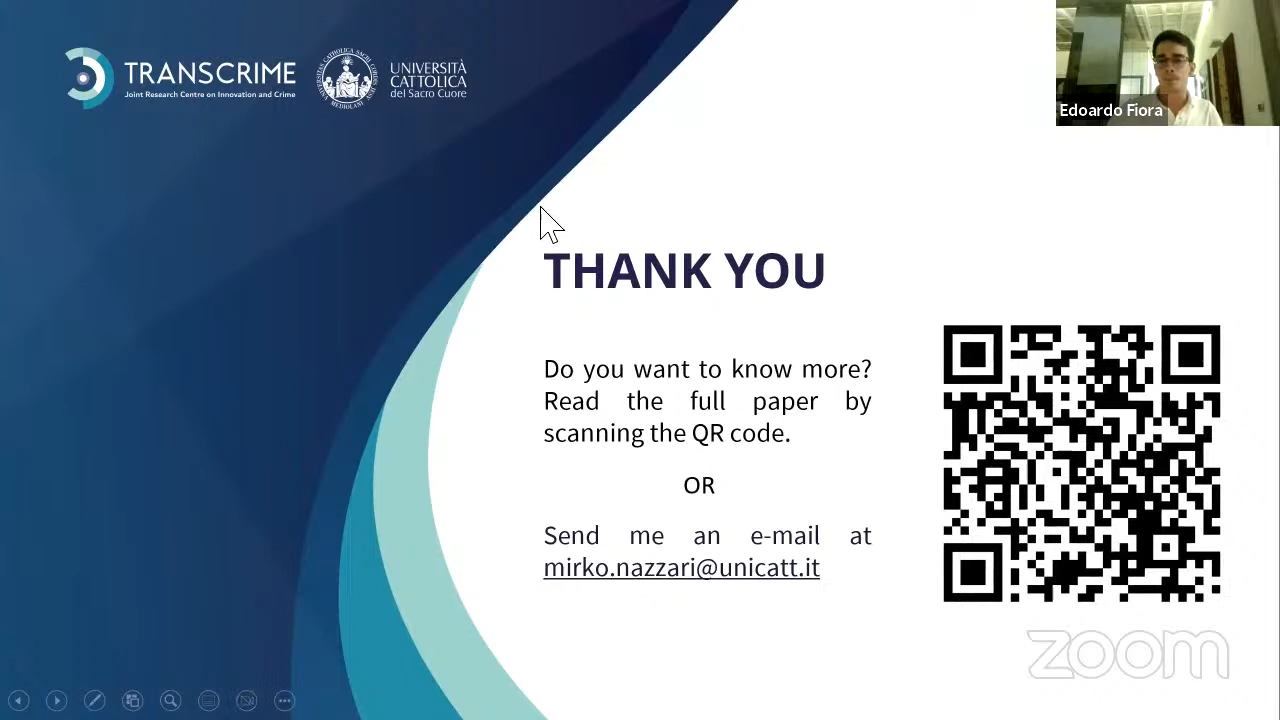 TRANSCRIME
Joint Research Centre on Innovation and Crime
UNIVERSITÀ
CATTOLICA
del Sacro Cuore
Edoardo Fiora
THANK YOU
Do you want to know more?
Read the full paper by
scanning the QR code.
OR
Send me an e-mail at
mirko.nazzari@unicatt.it
zoom